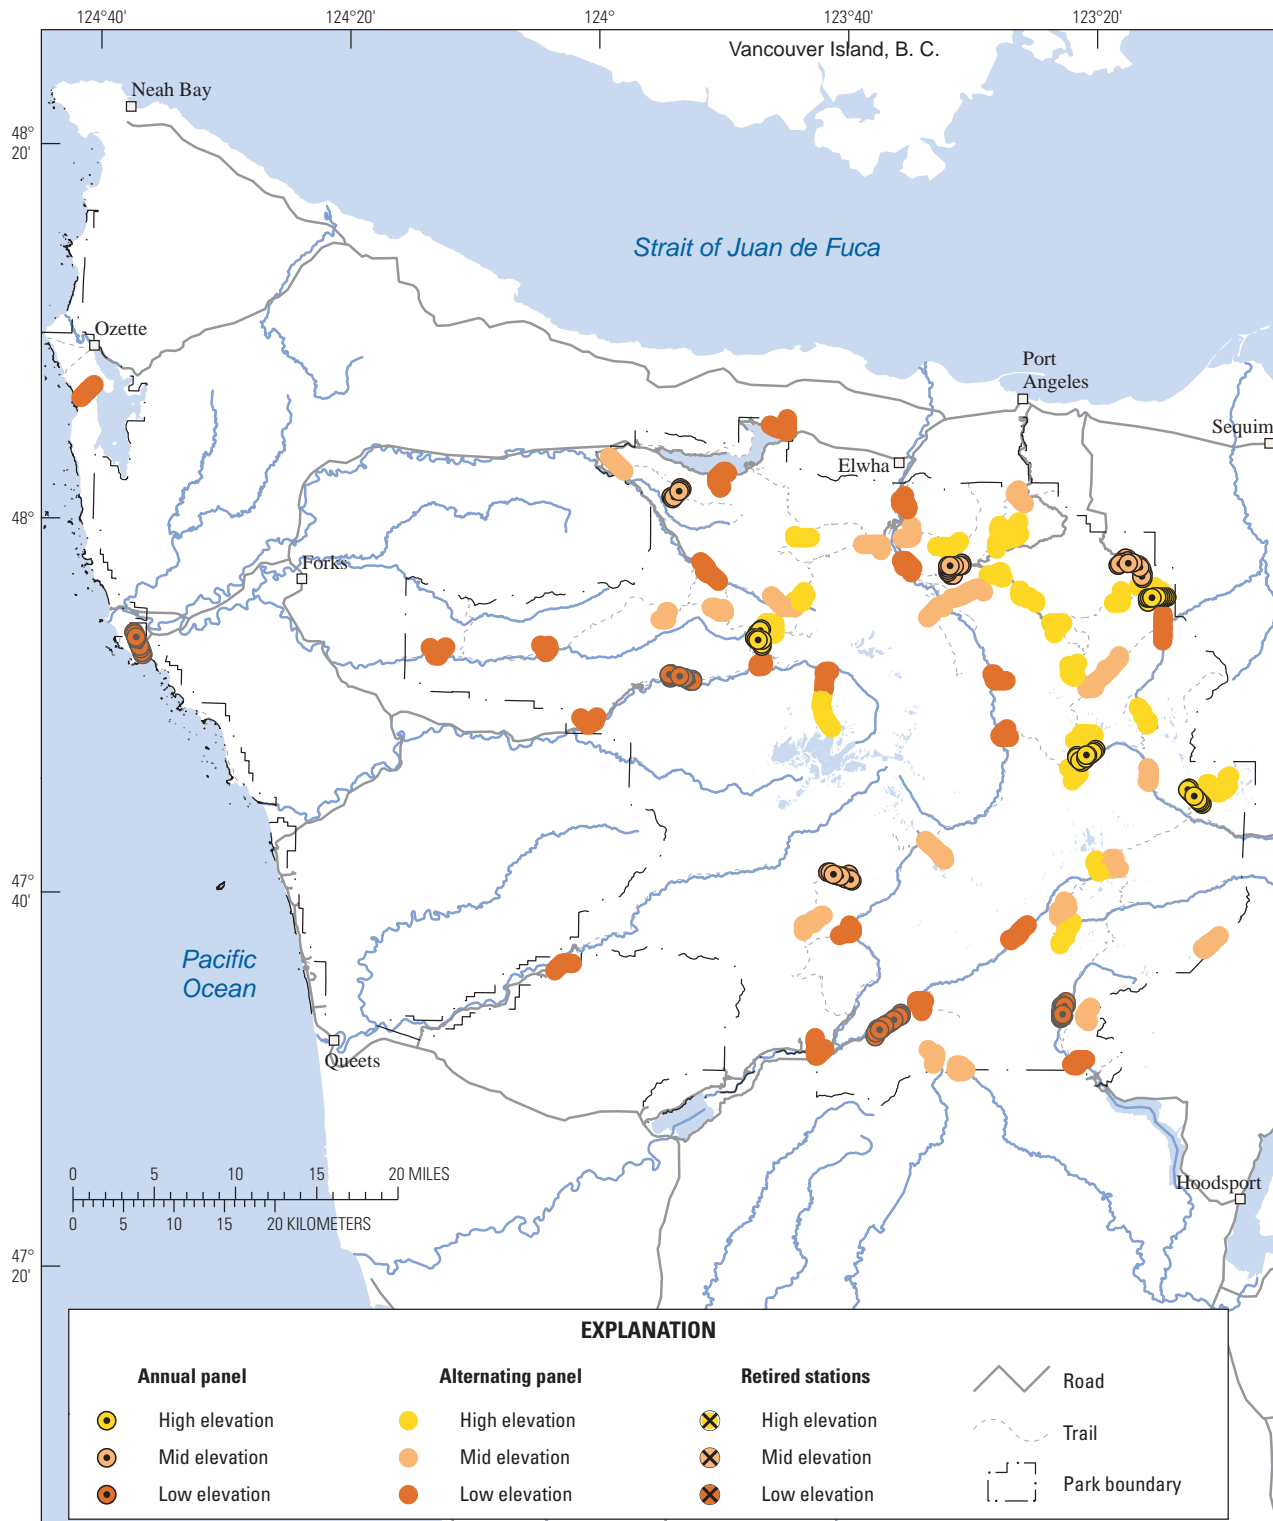 124°40'
124°20'
124°
123°40'
123°20'
Vancouver Island, B. C.
Neah Bay
48°
20'
Strait of Juan de Fuca
Ozette
Port
Angeles
Sequim
Elwha
48°
Forks
47°
40'
Pacific
Ocean
Queets
0 5 10 15 20 MILES
0 5 10 15 20 KILOMETERS
Hoodsport
47°
20'
EXPLANATION
Annual panel
High elevation
Mid elevation
Low elevation
Alternating panel
High elevation
Mid elevation
Low elevation
Retired stations
High elevation
Mid elevation
Low elevation
Road
Trail
Park boundary